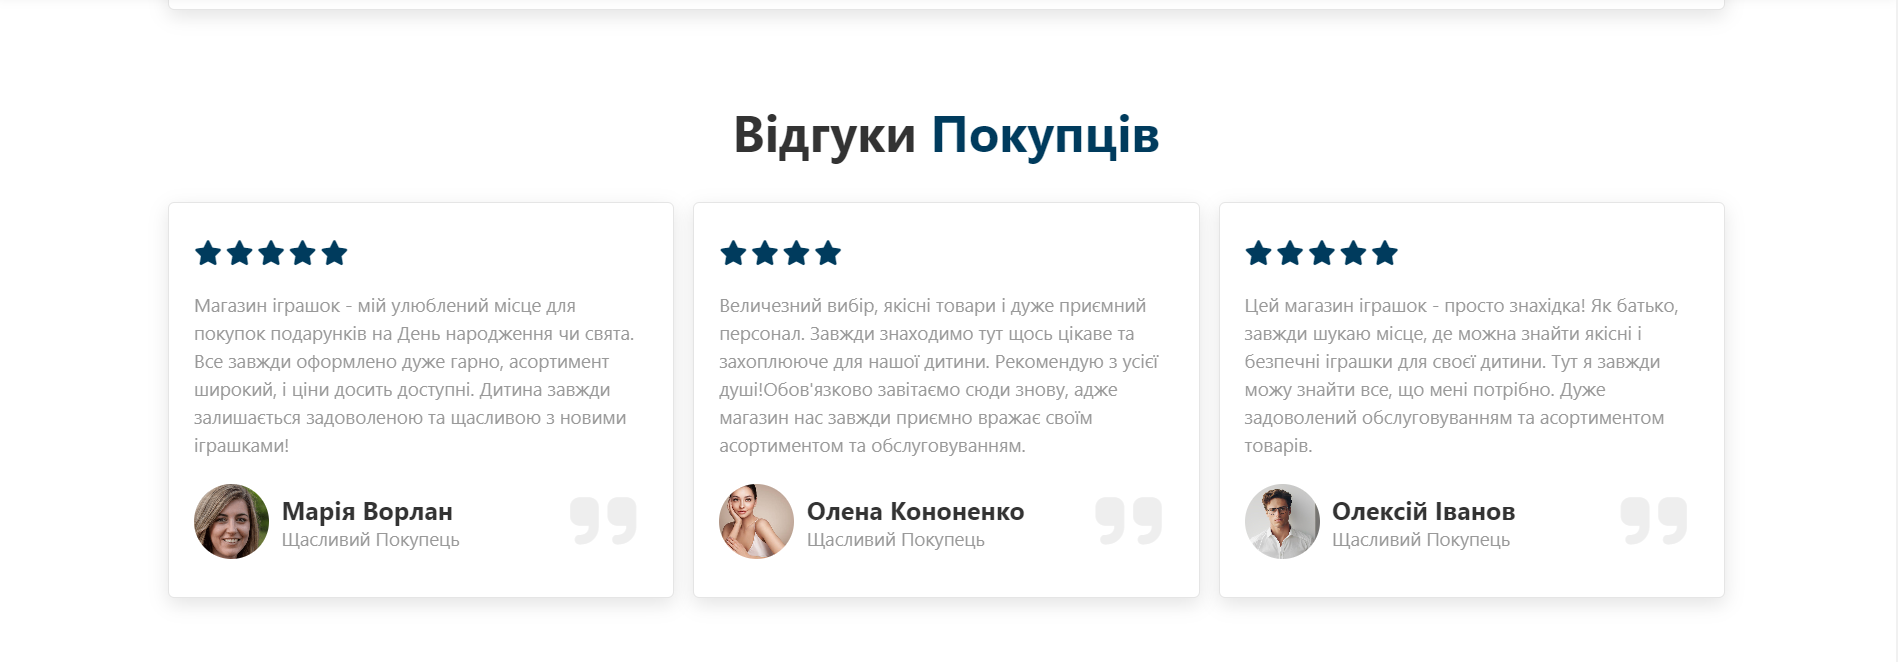 Відгуки Покупців
Магазин іграшок - мій улюблений місце для
покупок подарунків на День народження чи свята.
Все завжди оформлено дуже гарно, асортимент
широкий, і ціни досить доступні. Дитина завжди
залишається задоволеною та щасливою з новими
іграшками!
Марія Ворлан
Щасливий Покупець
Величезний вибір, якісні товари і дуже приємний
персонал. Завжди знаходимо тут щось цікаве та
захоплююче для нашої дитини. Рекомендую з усієї
душі!Обов'язково завітаємо сюди знову, адже
магазин нас завжди приємно вражає своїм
асортиментом та обслуговуванням.
Олена Кононенко
Щасливий Покупець
Цей магазин іграшок - просто знахідка! Як батько,
завжди шукаю місце, де можна знайти якісні і
безпечні іграшки для своєї дитини. Тут я завжди
можу знайти все, що мені потрібно. Дуже
задоволений обслуговуванням та асортиментом
товарів.
Олексій Іванов
Щасливий Покупець